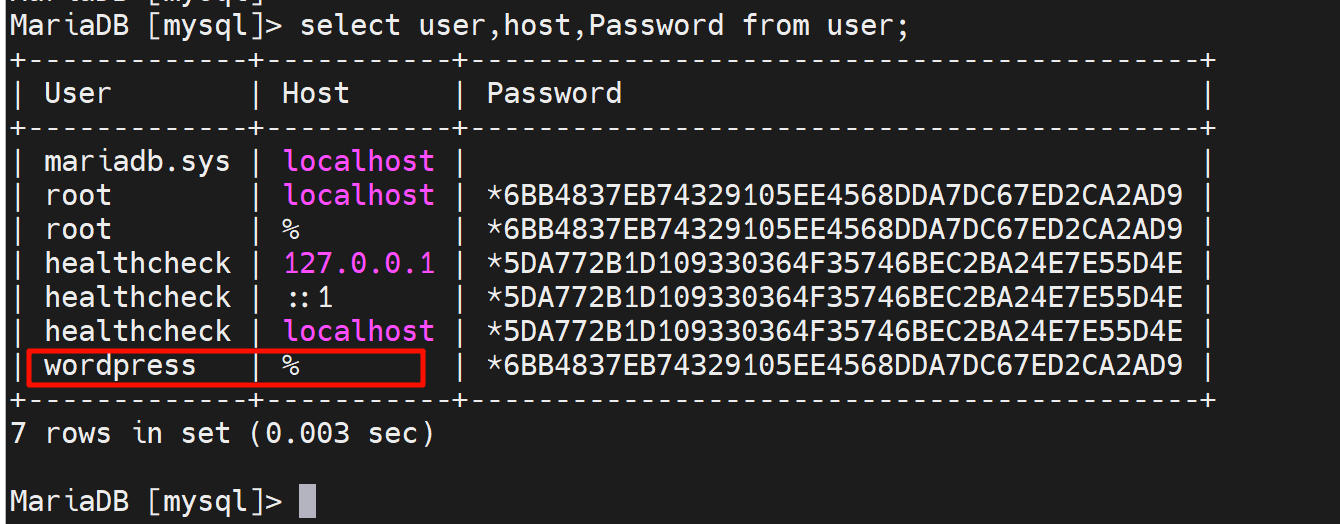 MariaDB [mysql]> select user,host,Password from user;
+-------------+-----------+-------------------------------------------+
| User        | Host      | Password                                  |
+-------------+-----------+-------------------------------------------+
| mariadb.sys | localhost |                                           |
| root        | localhost | *6BB4837EB74329105EE4568DDA7DC67ED2CA2AD9 |
| root        | %         | *6BB4837EB74329105EE4568DDA7DC67ED2CA2AD9 |
| healthcheck | 127.0.0.1 | *5DA772B1D109330364F35746BEC2BA24E7E55D4E |
| healthcheck | ::1       | *5DA772B1D109330364F35746BEC2BA24E7E55D4E |
| healthcheck | localhost | *5DA772B1D109330364F35746BEC2BA24E7E55D4E |
| wordpress   | %         | *6BB4837EB74329105EE4568DDA7DC67ED2CA2AD9 |
+-------------+-----------+-------------------------------------------+
7 rows in set (0.003 sec)
MariaDB [mysql]>